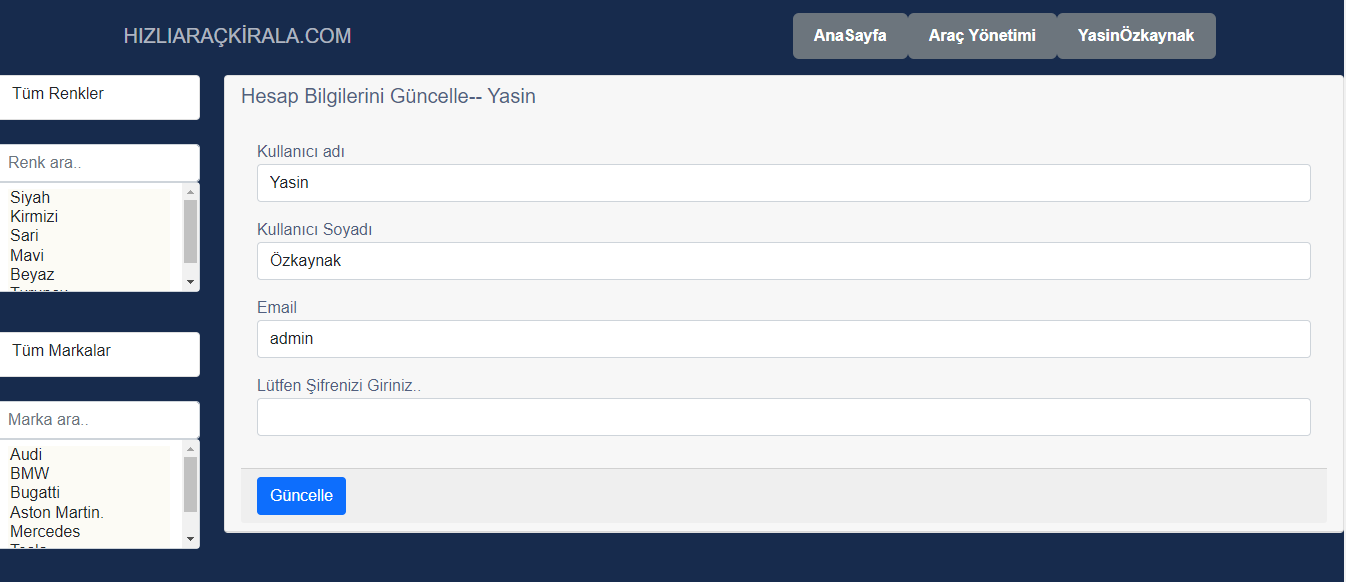 HIZLIARAÇKİRALA.COM
AnaSayfa
Araç Yönetimi
YasinÖzkaynak
Tüm Renkler
Renk ara..
Siyah
Kirmizi
Sari
Mavi
Beyaz
Tüm Markalar
Marka ara..
Audi
BMW
Bugatti
Aston Martin.
Mercedes
Hesap Bilgilerini Güncelle-- Yasin
Kullanıcı adı
Yasin
Kullanıcı Soyadı
Özkaynak
Email
admin
Lütfen Şifrenizi Giriniz..
Güncelle